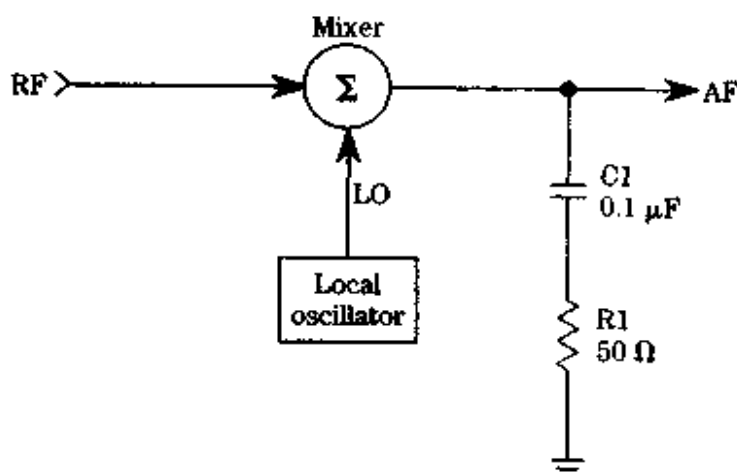 Mixer
RF
Σ
AF
LO
C1
0.1 µF
Local
oscillator
R1
50 Ω